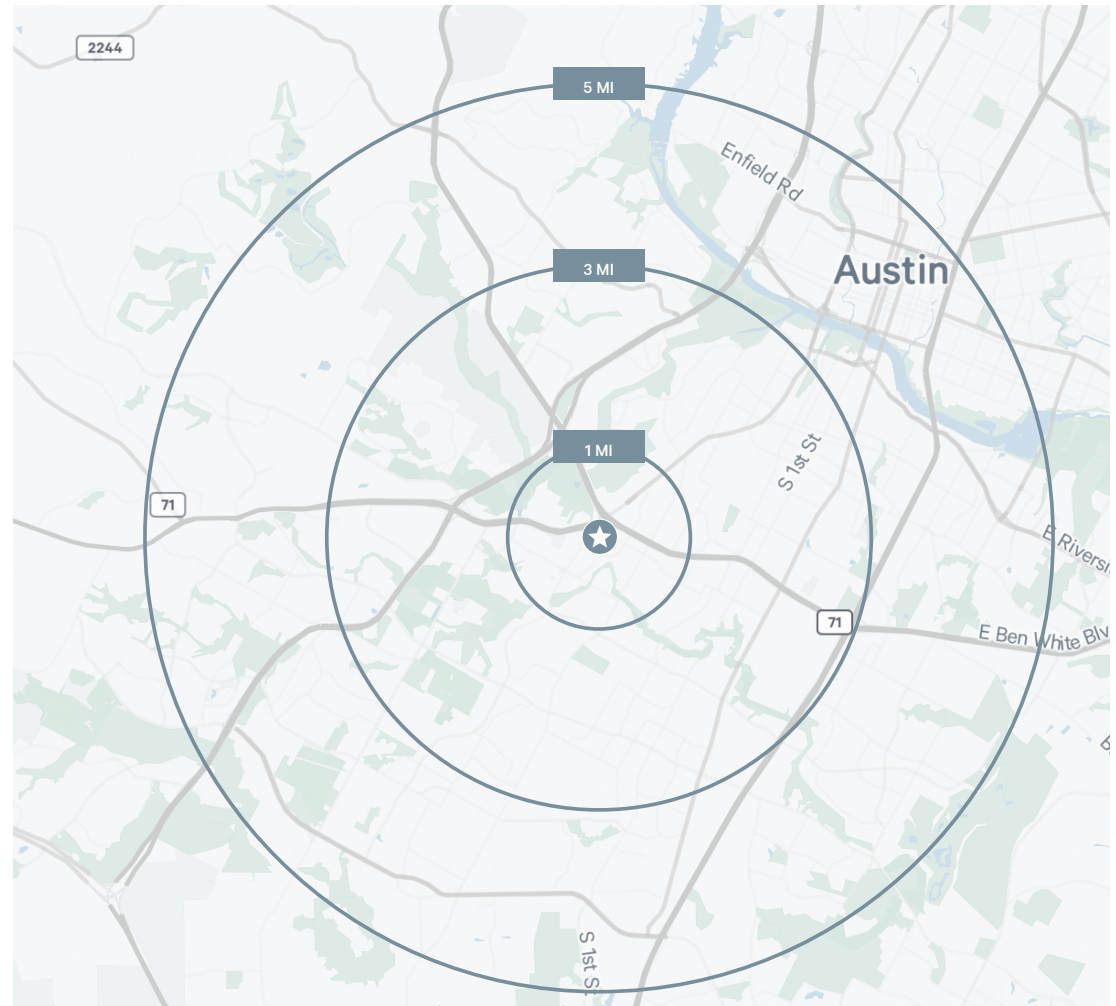 2244
5 MI
Enfield Rd
3 MI
Austin
1 MI
S 1st St
71
E Riversi
71
E Ben White Blv
B
S 1st St